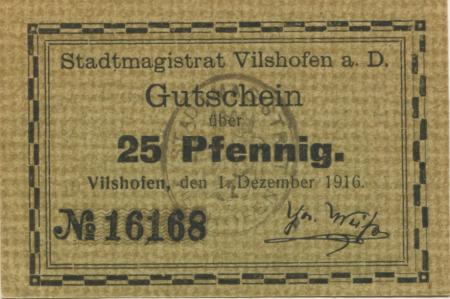 Stadtmagistrat Vilshofen a. D.
Gutschein
über
25 Pfennig.
Vilshofen, den 1. Dezember 1916.
№ 16168